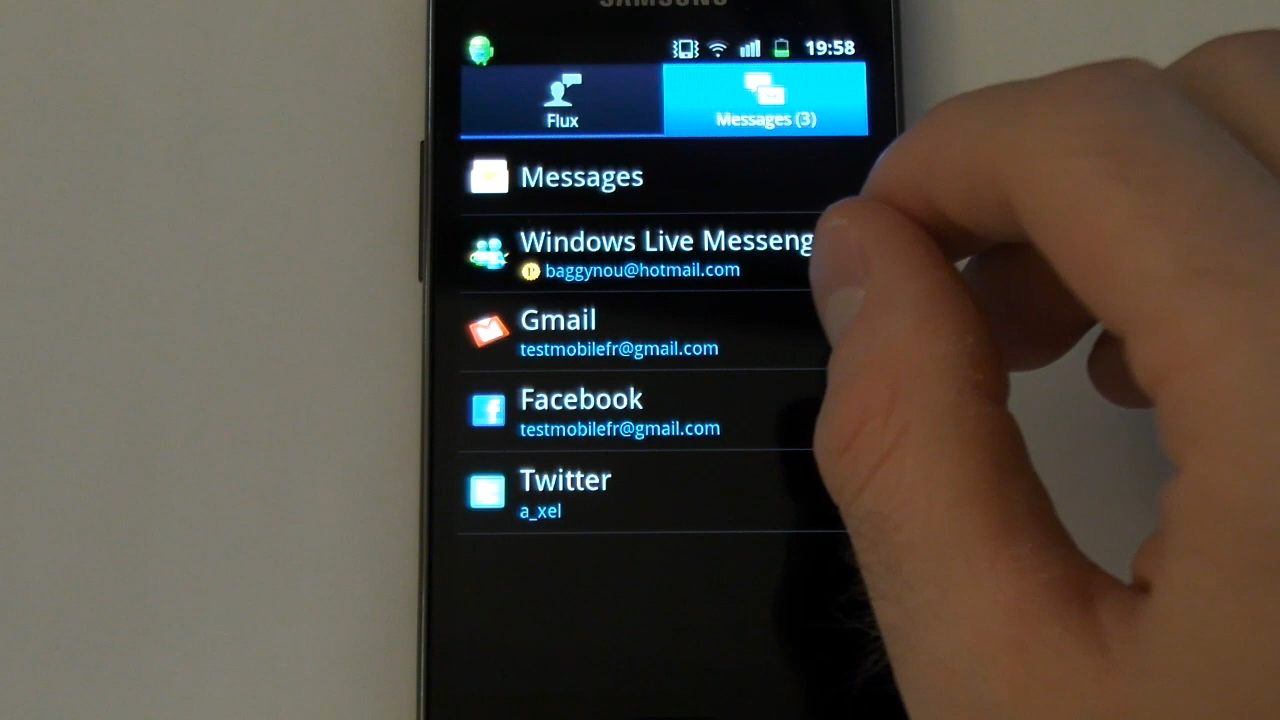 SAMSUNG
19:58
Flux
Messages (3)
Messages
Windows Live Messeng
baggynou@hotmail.com
Gmail
testmobilefr@gmail.com
Facebook
testmobilefr@gmail.com
Twitter
a_xel